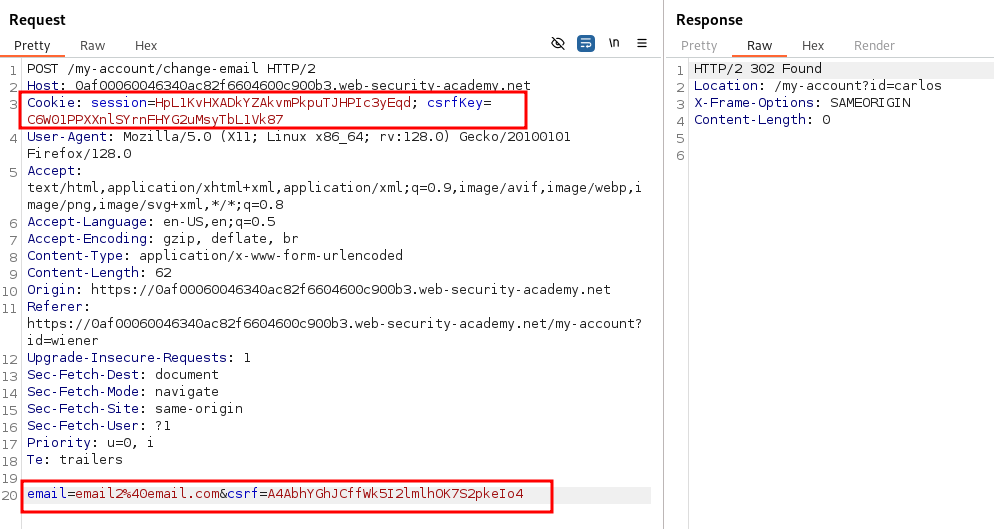 Request
Pretty Raw Hex
\n
1 POST /my-account/change-email HTTP/2
2 Host: 0af00060046340ac82f6604600c900b3.web-security-academy.net
3 Cookie: session=HpL1KvHXADkYZAkvmPkpuTJHPIc3yEqd; csrfKey=
C6WO1PPXXnlSYrnFHYG2uMsyTbL1Vk87
4 User-Agent: Mozilla/5.0 (X11; Linux x86_64; rv:128.0) Gecko/20100101
Firefox/128.0
5 Accept:
text/html,application/xhtml+xml,application/xml;q=0.9,image/avif,image/webp,i
mage/png,image/svg+xml,*/*;q=0.8
6 Accept-Language: en-US,en;q=0.5
7 Accept-Encoding: gzip, deflate, br
8 Content-Type: application/x-www-form-urlencoded
9 Content-Length: 62
10 Origin: https://0af00060046340ac82f6604600c900b3.web-security-academy.net
11 Referer:
https://0af00060046340ac82f6604600c900b3.web-security-academy.net/my-account?
id=wiener
12 Upgrade-Insecure-Requests: 1
13 Sec-Fetch-Dest: document
14 Sec-Fetch-Mode: navigate
15 Sec-Fetch-Site: same-origin
16 Sec-Fetch-User: ?1
17 Priority: u=0, i
18 Te: trailers
19
20 email=email2%40email.com&csrf=A4AbhYGhJCffWk5I2lmlhOK7S2pkeIo4
Response
Pretty Raw Hex Render
1 HTTP/2 302 Found
2 Location: /my-account?id=carlos
3 X-Frame-Options: SAMEORIGIN
4 Content-Length: 0
5
6